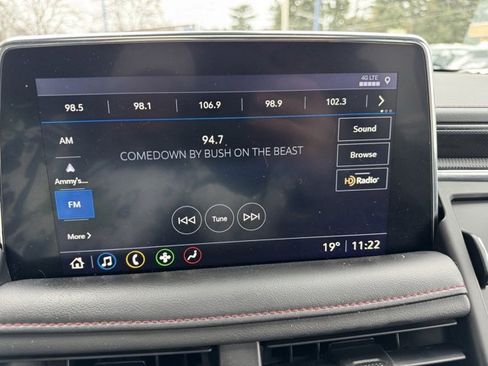 4G LTE
98.5 98.1 106.9 98.9 102.3
AM
94.7
COMEDOWN BY BUSH ON THE BEAST
Sound
Browse
Ammy's...
HD Radio
FM
Tune
More >
19° 11:22